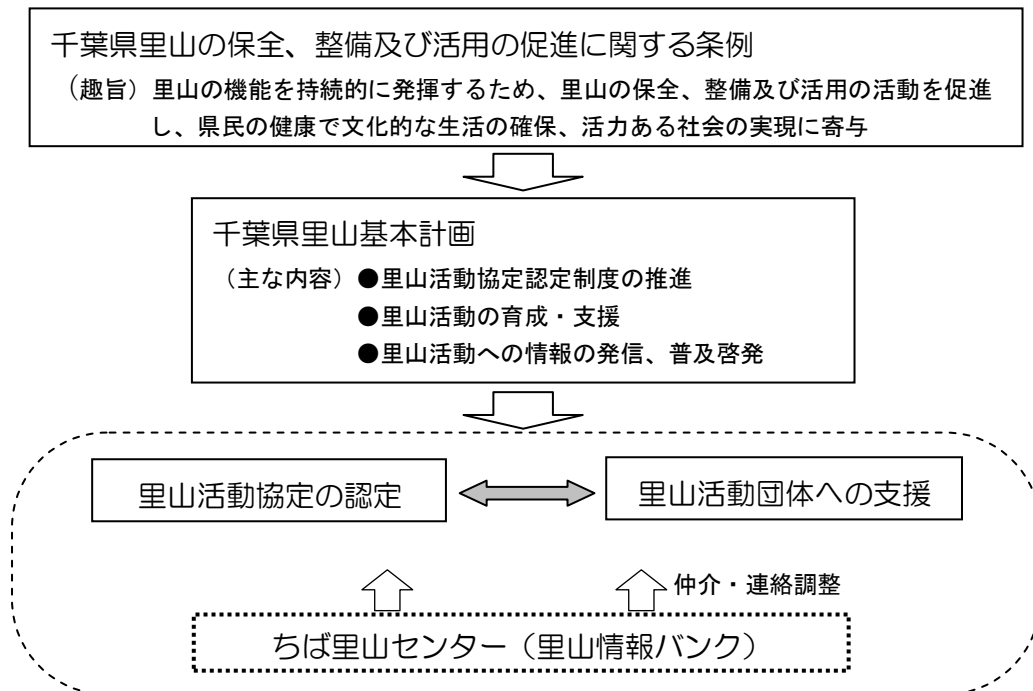 千葉県里山の保全、整備及び活用の促進に関する条例
（趣旨）里山の機能を持続的に発揮するため、里山の保全、整備及び活用の活動を促進
し、県民の健康で文化的な生活の確保、活力ある社会の実現に寄与
千葉県里山基本計画
（主な内容）●里山活動協定認定制度の推進
●里山活動の育成・支援
●里山活動への情報の発信、普及啓発
里山活動協定の認定
里山活動団体への支援
仲介・連絡調整
ちば里山センター（里山情報バンク）